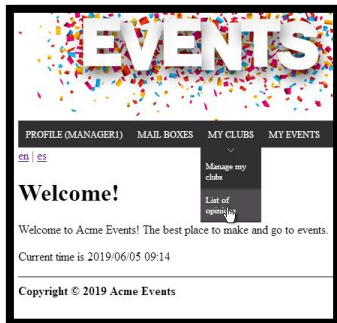 EVENTS
PROFILE (MANAGER1) MAIL BOXES MY CLUBS MY EVENTS
en | es
Manage my
clubs
Welcome!
List of
opinions
Welcome to Acme Events! The best place to make and go to events.
Current time is 2019/06/05 09:14
Copyright © 2019 Acme Events